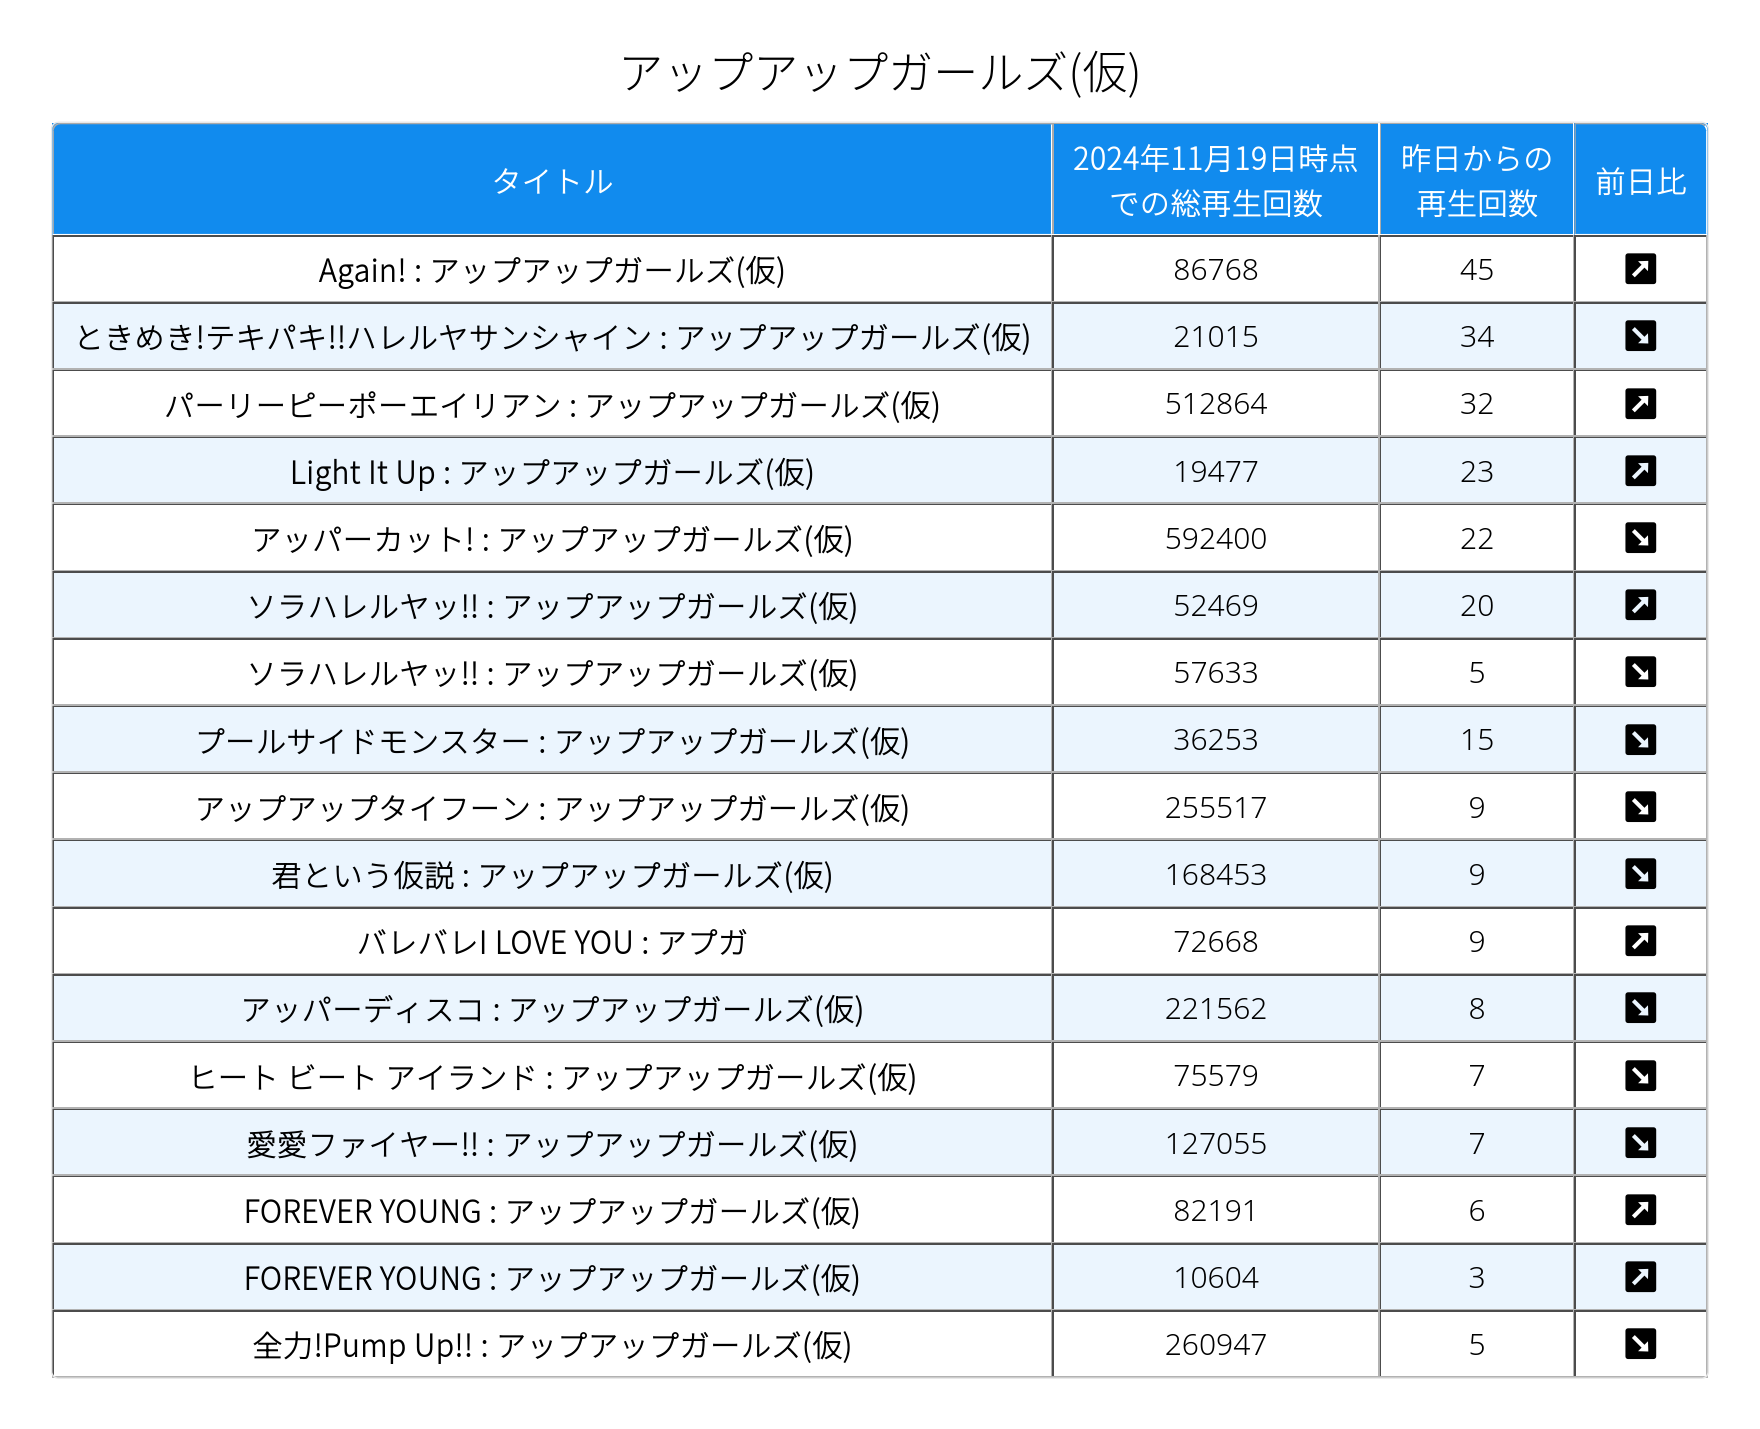 アップアップガールズ(仮)
タイトル 2024年11月19日時点での総再生回数 昨日からの再生回数 前日比
Again! : アップアップガールズ(仮) 86768 45 ↗
ときめき!テキパキ!!ハレルヤサンシャイン : アップアップガールズ(仮) 21015 34 ↘
パーリーピーポーエイリアン : アップアップガールズ(仮) 512864 32 ↗
Light It Up : アップアップガールズ(仮) 19477 23 ↗
アッパーカット! : アップアップガールズ(仮) 592400 22 ↘
ソラハレルヤッ!! : アップアップガールズ(仮) 52469 20 ↗
ソラハレルヤッ!! : アップアップガールズ(仮) 57633 5 ↘
プールサイドモンスター : アップアップガールズ(仮) 36253 15 ↘
アップアップタイフーン : アップアップガールズ(仮) 255517 9 ↘
君という仮説 : アップアップガールズ(仮) 168453 9 ↘
バレバレI LOVE YOU : アプガ 72668 9 ↗
アッパーディスコ : アップアップガールズ(仮) 221562 8 ↘
ヒート ビート アイランド : アップアップガールズ(仮) 75579 7 ↘
愛愛ファイヤー!! : アップアップガールズ(仮) 127055 7 ↘
FOREVER YOUNG : アップアップガールズ(仮) 82191 6 ↗
FOREVER YOUNG : アップアップガールズ(仮) 10604 3 ↗
全力!Pump Up!! : アップアップガールズ(仮) 260947 5 ↘